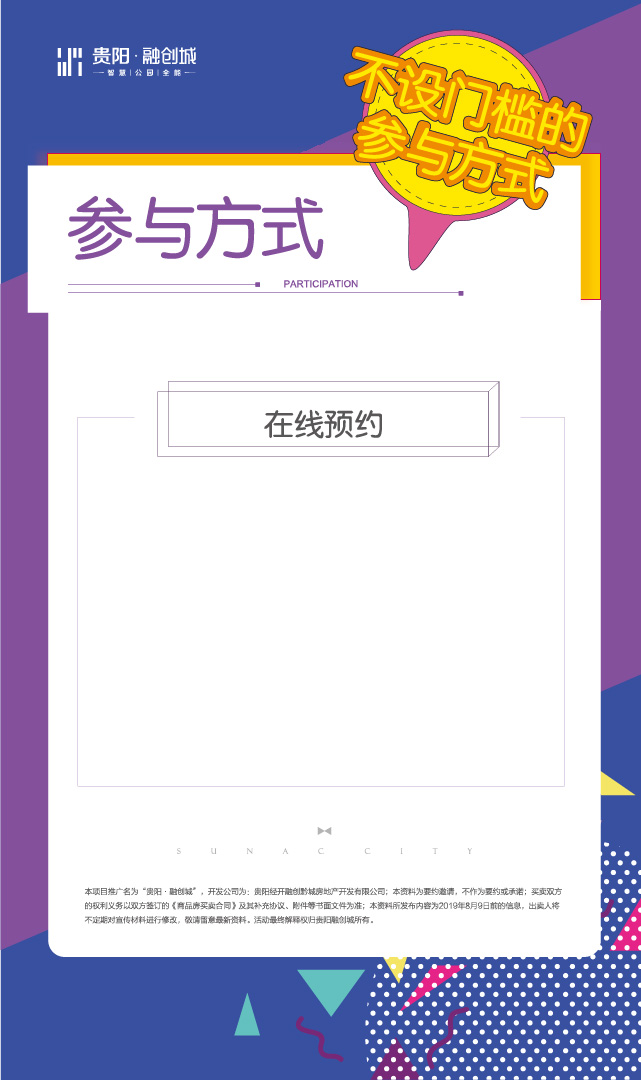 贵阳·融创城
智慧|公园|全能
不设门槛的
参与方式
参与方式
PARTICIPATION
在线预约
SUNAC CITY
本项目推广名为“贵阳·融创城”，开发公司为：贵阳经开融创黔城房地产开发有限公司；本资料为要约邀请，不作为要约或承诺；买卖双方
的权利义务以双方签订的《商品房买卖合同》及其补充协议、附件等书面文件为准；本资料所发布内容为2019年8月9日前的信息，出卖人将
不定期对宣传材料进行修改，敬请留意最新资料。活动最终解释权归贵阳融创城所有。